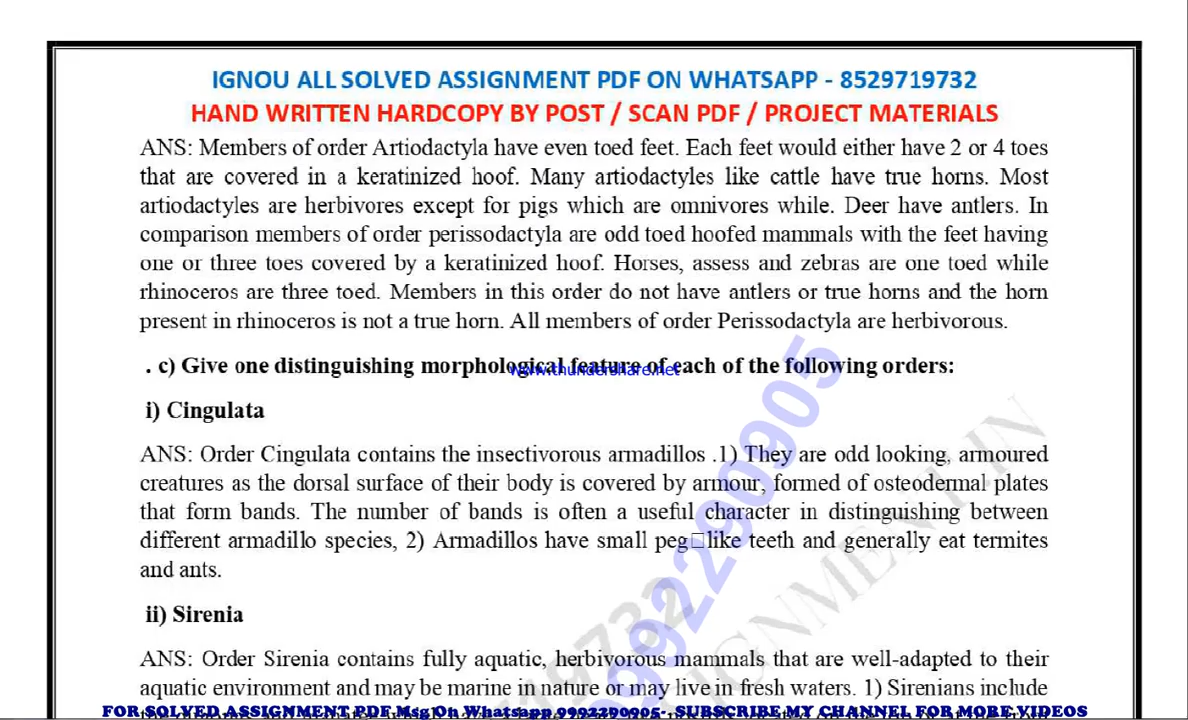 IGNOU ALL SOLVED ASSIGNMENT PDF ON WHATSAPP - 8529719732
HAND WRITTEN HARDCOPY BY POST / SCAN PDF / PROJECT MATERIALS
ANS: Members of order Artiodactyla have even toed feet. Each feet would either have 2 or 4 toes
that are covered in a keratinized hoof. Many artiodactyles like cattle have true horns. Most
artiodactyles are herbivores except for pigs which are omnivores while. Deer have antlers. In
comparison members of order perissodactyla are odd toed hoofed mammals with the feet having
one or three toes covered by a keratinized hoof. Horses, assess and zebras are one toed while
rhinoceros are three toed. Members in this order do not have antlers or true horns and the horn
present in rhinoceros is not a true horn. All members of order Perissodactyla are herbivorous.
. c) Give one distinguishing morphological feature of each of the following orders:
www.thundershare.net
i) Cingulata
ANS: Order Cingulata contains the insectivorous armadillos .1) They are odd looking, armoured
creatures as the dorsal surface of their body is covered by armour, formed of osteodermal plates
that form bands. The number of bands is often a useful character in distinguishing between
different armadillo species, 2) Armadillos have small peg□like teeth and generally eat termites
and ants.
ii) Sirenia
ANS: Order Sirenia contains fully aquatic, herbivorous mammals that are well-adapted to their
aquatic environment and may be marine in nature or may live in fresh waters. 1) Sirenians include
FOR SOLVED ASSIGNMENT PDF Msg On Whatsapp 9992290905-  SUBSCRIBE MY CHANNEL FOR MORE VIDEOS
9992290905
19732
IGNMENT.IN